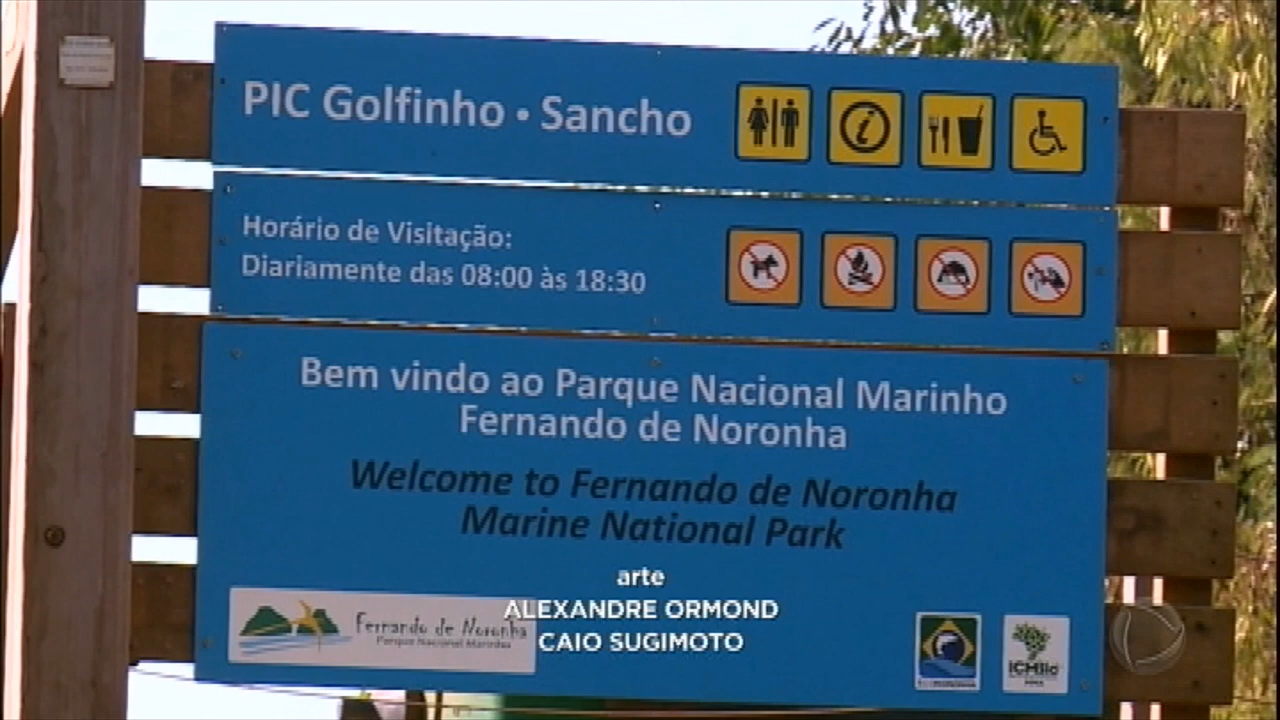 PIC Golfinho • Sancho
Horário de Visitação:
Diariamente das 08:00 às 18:30
Bem vindo ao Parque Nacional Marinho
Fernando de Noronha
Welcome to Fernando de Noronha
Marine National Park
arte
ALEXANDRE ORMOND
CAIO SUGIMOTO
Fernando de Noronha
Parque Nacional Marinho
ICMBio
MMA